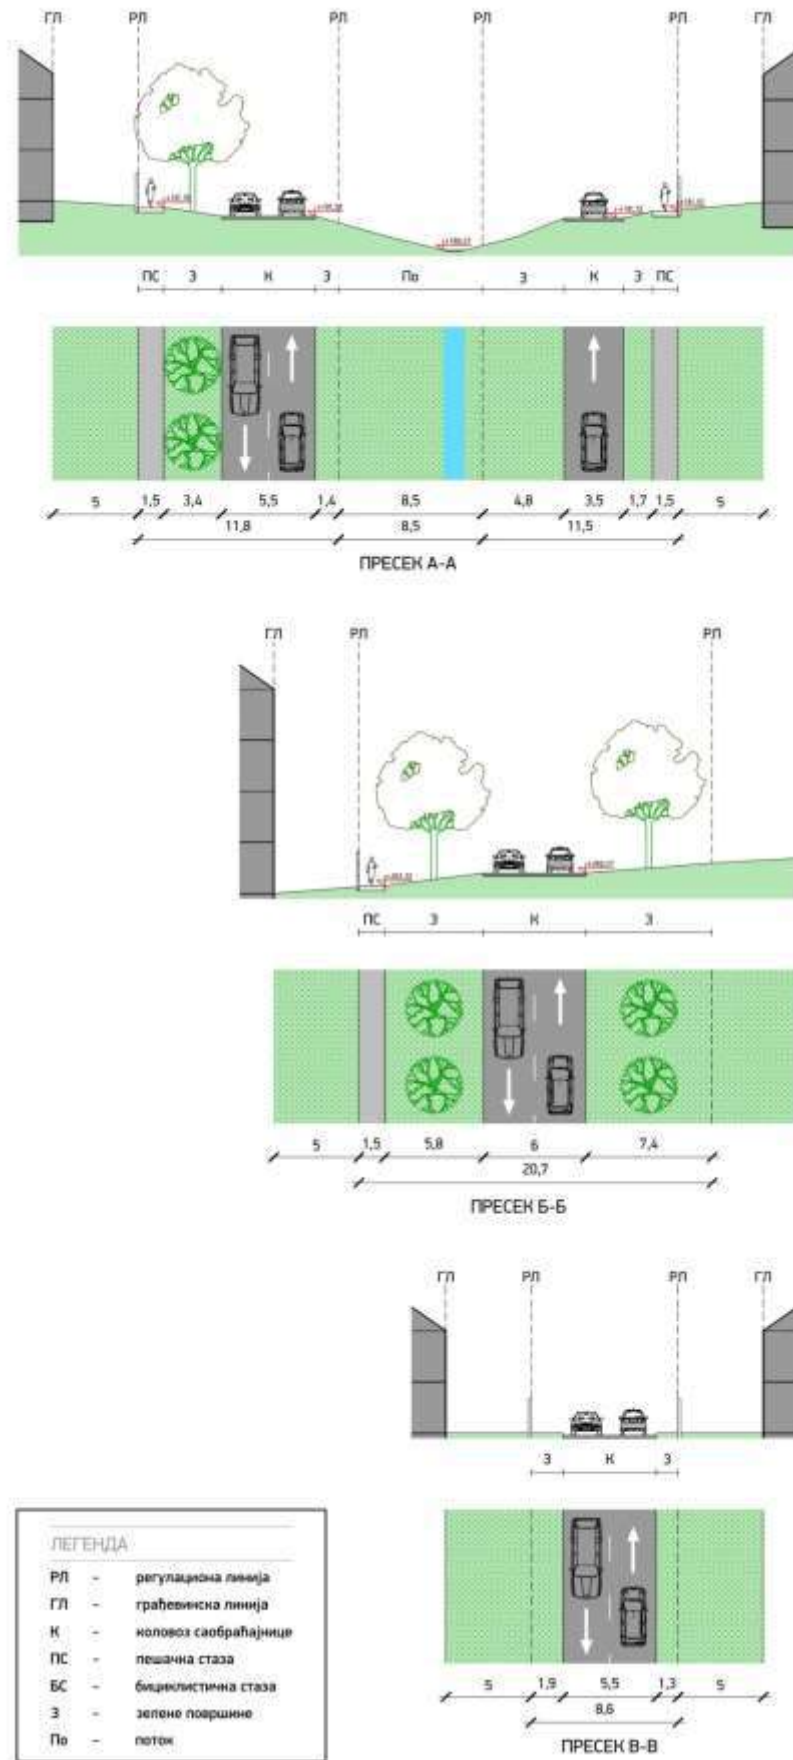 ГЛ РЛ РЛ РЛ РЛ ГЛ
ПС З К З По З К З ПС
5 1,5 3,4 5,5 1,4 8,5 4,8 3,5 1,7 1,5 5
11,8 8,5 11,5
ПРЕСЕК А-А
ГЛ РЛ РЛ
ПС З К З
5 1,5 5,8 6 7,4
20,7
ПРЕСЕК Б-Б
ГЛ РЛ РЛ ГЛ
З К З
5 1,9 5,5 1,3 5
8,6
ПРЕСЕК В-В
ЛЕГЕНДА
РЛ - регулациона линија
ГЛ - грађевинска линија
К - коловоз саобраћајнице
ПС - пешачка стаза
БС - бициклистичка стаза
З - зелене површине
По - поток